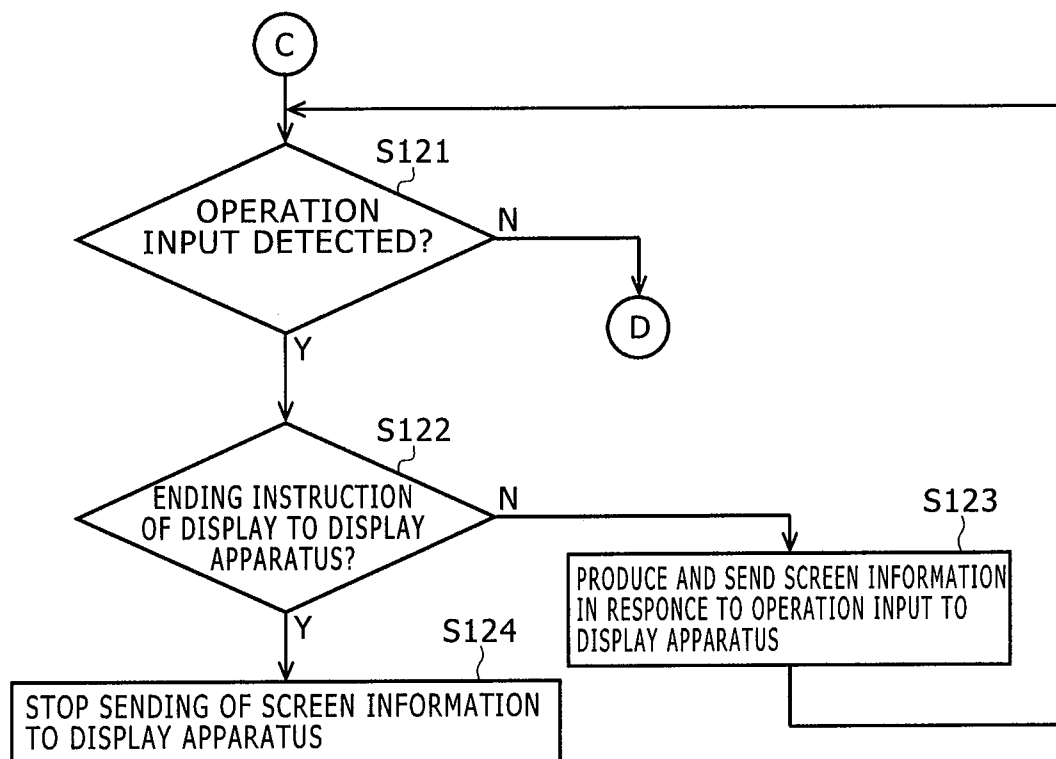 C
S121
OPERATION
INPUT DETECTED?
N
D
Y
S122
ENDING INSTRUCTION
OF DISPLAY TO DISPLAY
APPARATUS?
N
S123
PRODUCE AND SEND SCREEN INFORMATION
IN RESPONCE TO OPERATION INPUT TO
DISPLAY APPARATUS
Y
S124
STOP SENDING OF SCREEN INFORMATION
TO DISPLAY APPARATUS